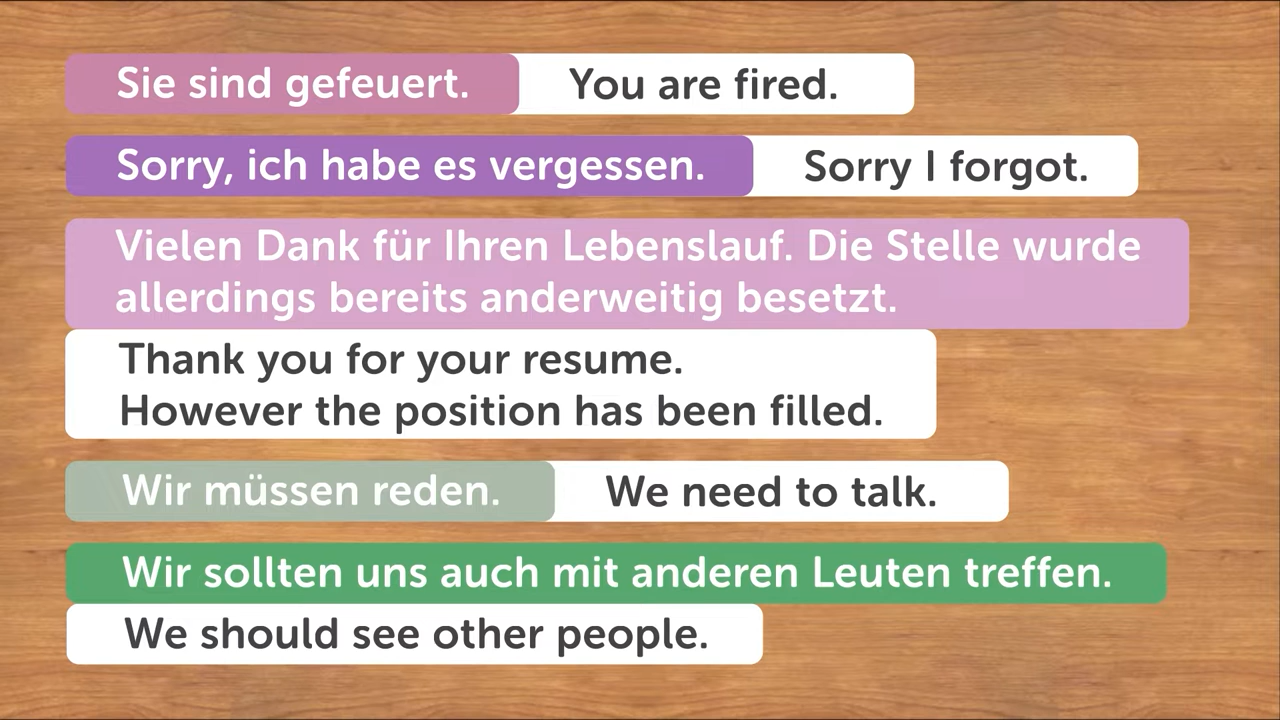 Sie sind gefeuert. You are fired.
Sorry, ich habe es vergessen. Sorry I forgot.
Vielen Dank für Ihren Lebenslauf. Die Stelle wurde
allerdings bereits anderweitig besetzt.
Thank you for your resume.
However the position has been filled.
Wir müssen reden. We need to talk.
Wir sollten uns auch mit anderen Leuten treffen.
We should see other people.